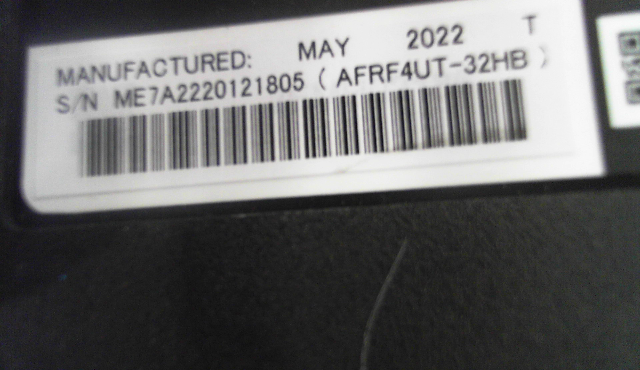 MANUFACTURED: MAY 2022 T
S/N ME7A2220121805 ( AFRF4UT-32HB )